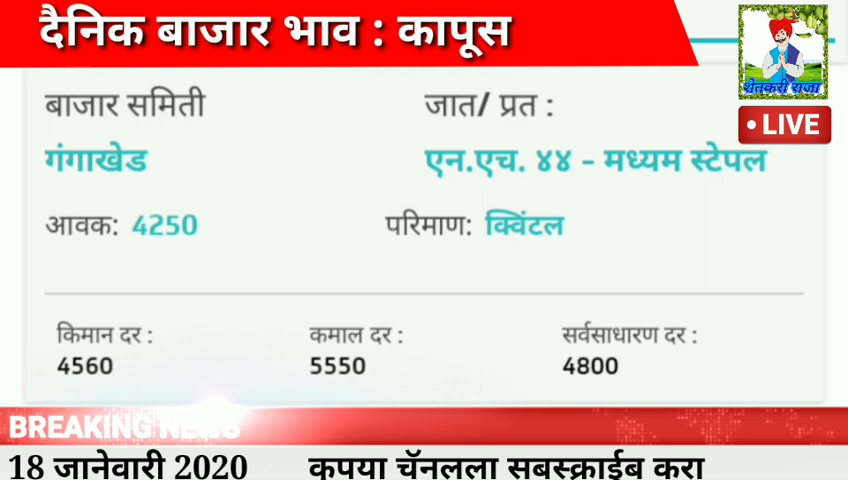 दैनिक बाजार भाव : कापूस
शेतकरी राजा
• LIVE
बाजार समिती जात/ प्रत :
गंगाखेड एन.एच. ४४ - मध्यम स्टेपल
आवक: 4250 परिमाण: क्विंटल
किमान दर : कमाल दर : सर्वसाधारण दर :
4560 5550 4800
BREAKING NEWS
18 जानेवारी 2020 कृपया चॅनलला सबस्क्राईब करा